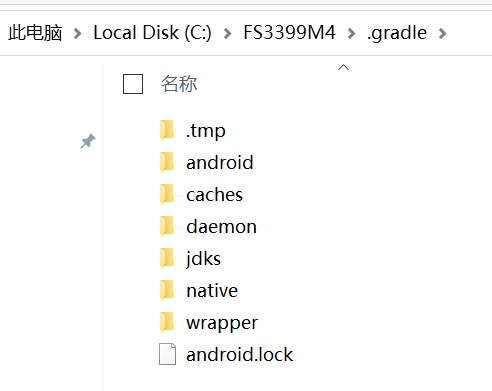 此电脑 > Local Disk (C:) > FS3399M4 > .gradle >
名称
.tmp
android
caches
daemon
jdks
native
wrapper
android.lock